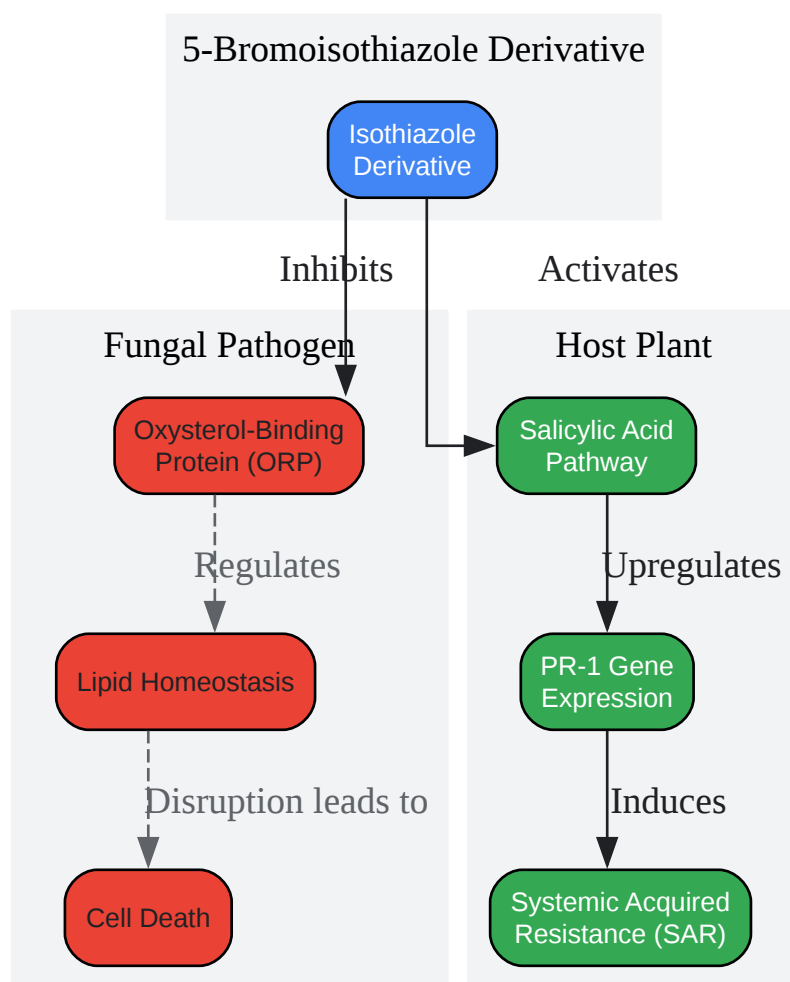 5-Bromoisothiazole Derivative
Isothiazole
Derivative
Inhibits
Activates
Fungal Pathogen
Host Plant
Oxysterol-Binding
Protein (ORP)
Salicylic Acid
Pathway
Regulates
Upregulates
Lipid Homeostasis
PR-1 Gene
Expression
Disruption leads to
Induces
Cell Death
Systemic Acquired
Resistance (SAR)